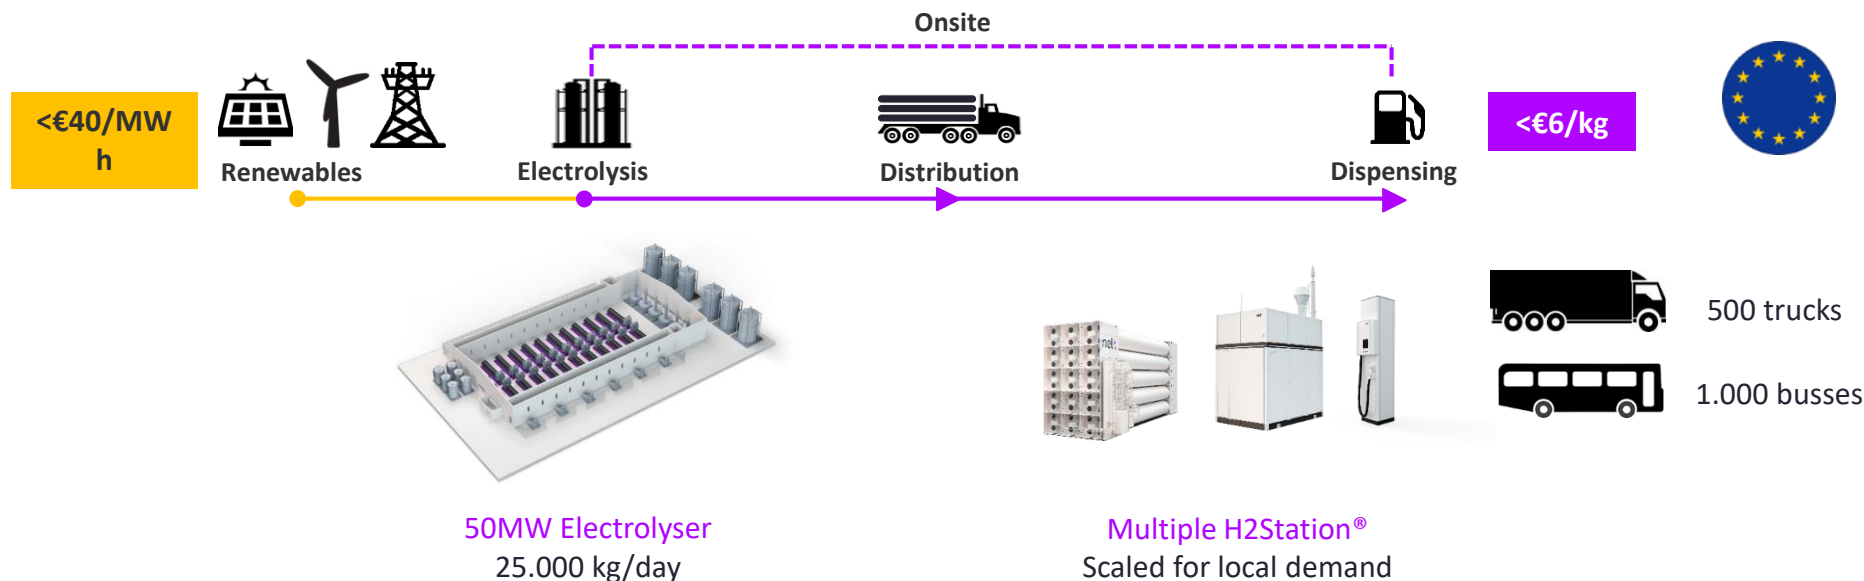 Onsite
<€40/MW
h
<€6/kg
Renewables
Electrolysis
Distribution
Dispensing
nel:
500 trucks
1.000 busses
50MW Electrolyser
25.000 kg/day
Multiple H2Station®
Scaled for local demand